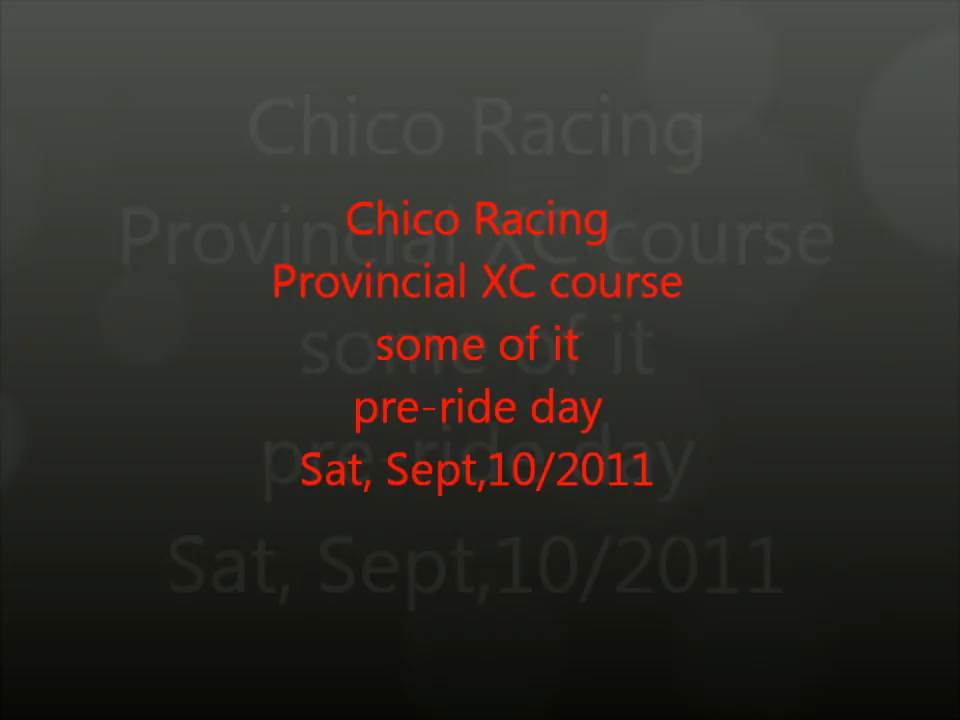 Chico Racing
Provincial XC course
some of it
pre-ride day
Sat, Sept,10/2011